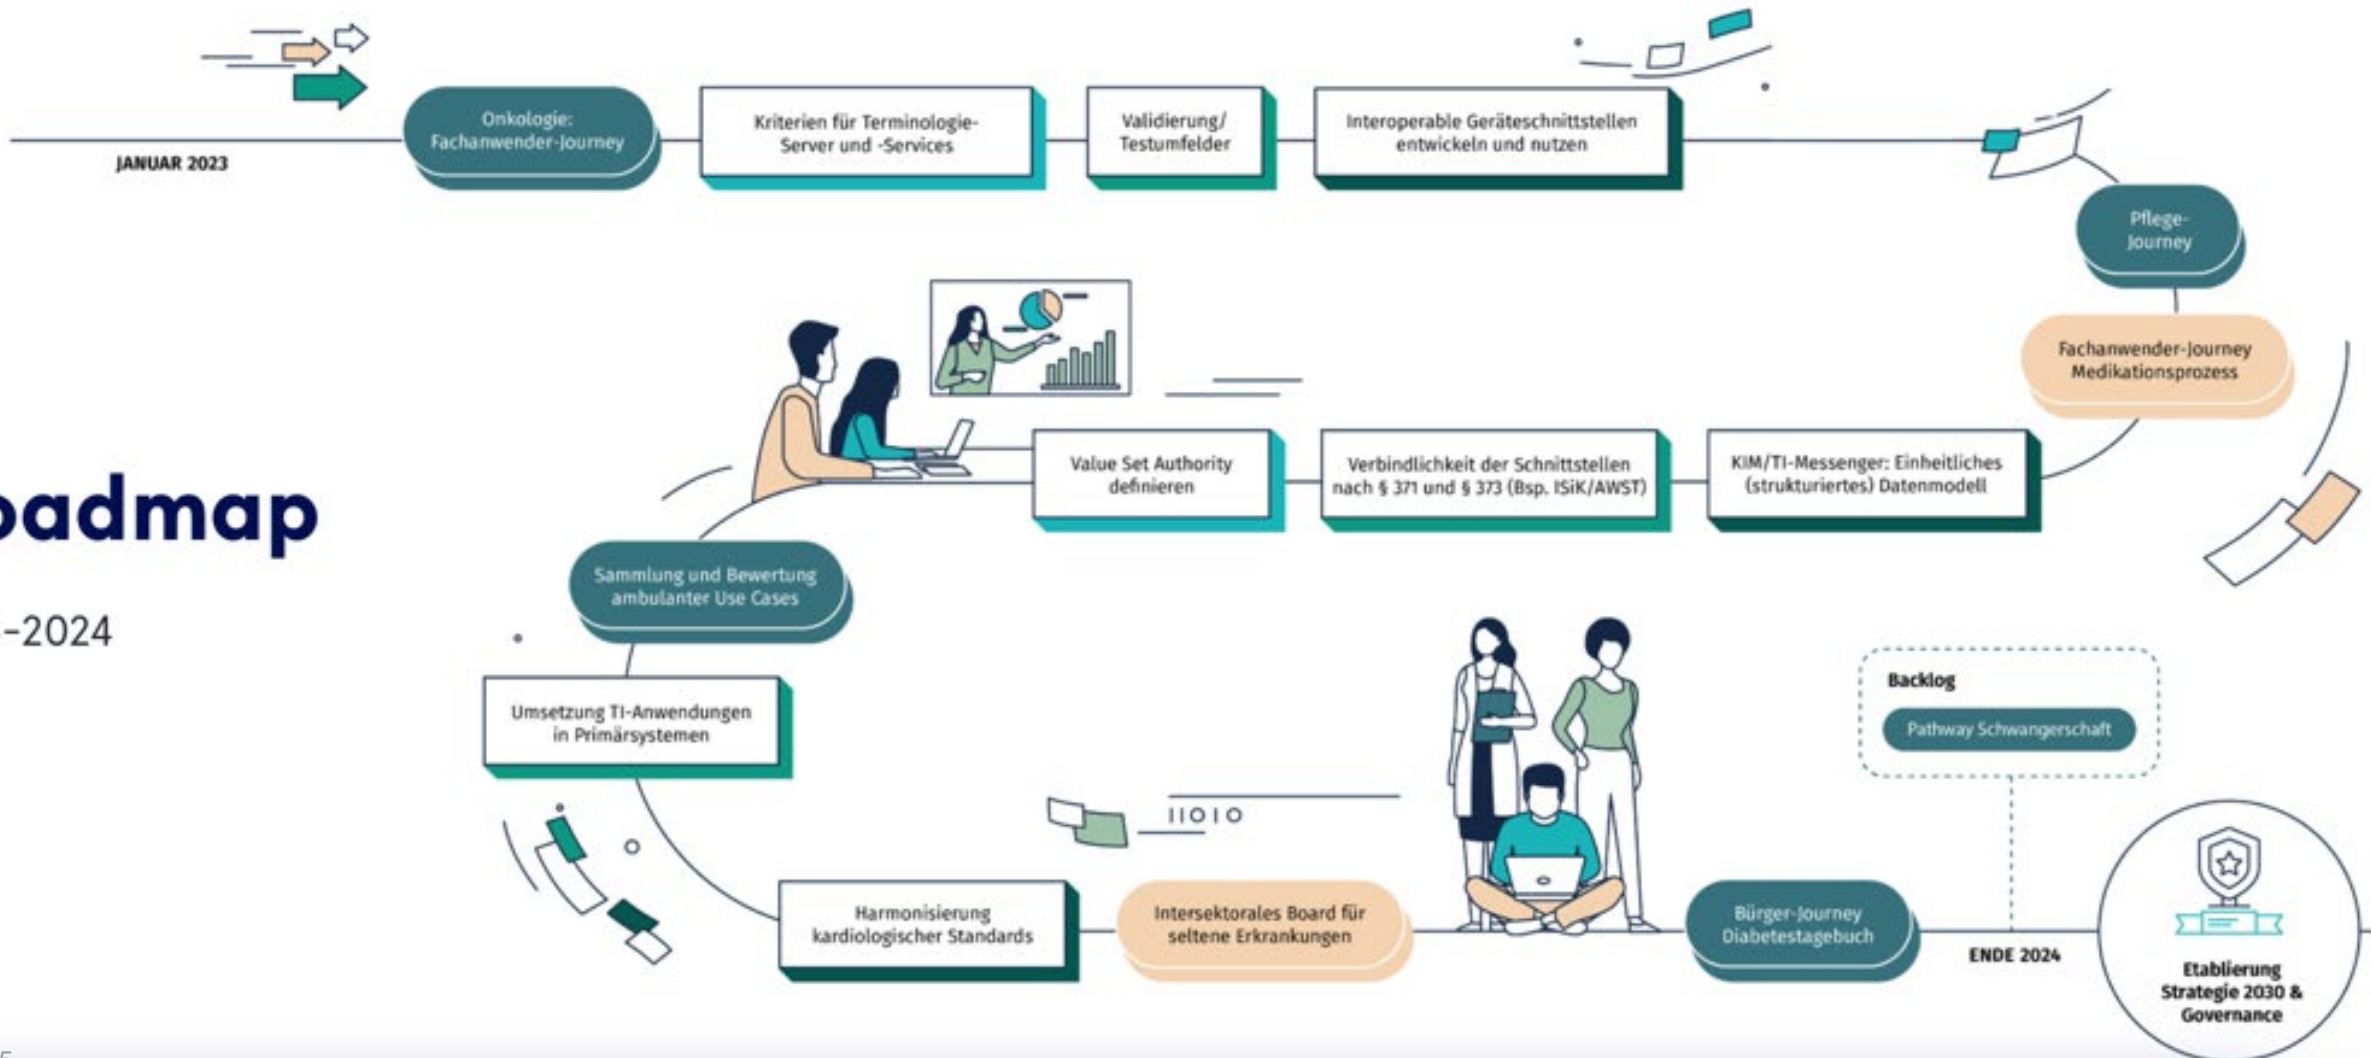 JANUAR 2023
Onkologie:
Fachanwender-Journey
Kriterien für Terminologie-
Server und -Services
Validierung/
Testumfelder
Interoperable Geräteschnittstellen
entwickeln und nutzen
Pflege-
Journey
Fachanwender-Journey
Medikationsprozess
KIM/TI-Messenger: Einheitliches
(strukturiertes) Datenmodell
Verbindlichkeit der Schnittstellen
nach § 371 und § 373 (Bsp. ISiK/AWST)
Value Set Authority
definieren
oadmap
-2024
Sammlung und Bewertung
ambulanter Use Cases
Umsetzung TI-Anwendungen
in Primärsystemen
Harmonisierung
kardiologischer Standards
11010
Intersektorales Board für
seltene Erkrankungen
Bürger-Journey
Diabetestagebuch
Backlog
Pathway Schwangerschaft
ENDE 2024
Etablierung
Strategie 2030 &
Governance